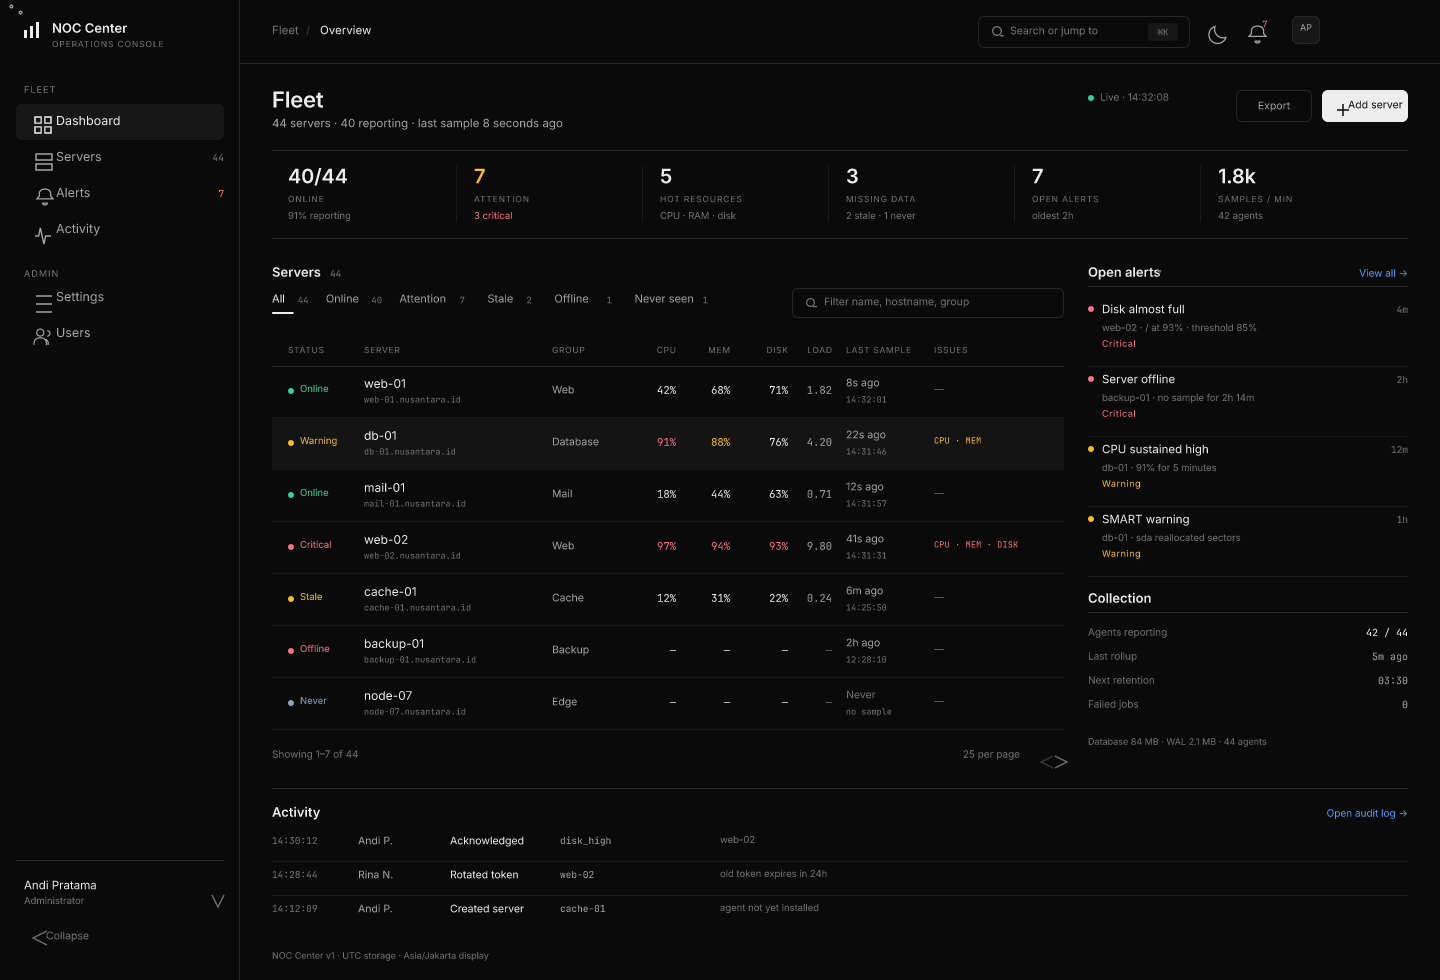 NOC Center
OPERATIONS CONSOLE
FLEET
Dashboard
Servers 44
Alerts 7
Activity
ADMIN
Settings
Users
Andi Pratama
Administrator
Collapse
Fleet / Overview
Search or jump to ⌘K
7
AP
Fleet
44 servers · 40 reporting · last sample 8 seconds ago
Live · 14:32:08
Export
Add server
40/44
ONLINE
91% reporting
7
ATTENTION
3 critical
5
HOT RESOURCES
CPU · RAM · disk
3
MISSING DATA
2 stale · 1 never
7
OPEN ALERTS
oldest 2h
1.8k
SAMPLES / MIN
42 agents
Servers 44
All 44 Online 40 Attention 7 Stale 2 Offline 1 Never seen 1
Filter name, hostname, group
STATUS SERVER GROUP CPU MEM DISK LOAD LAST SAMPLE ISSUES
Online web-01 Web 42% 68% 71% 1.82 8s ago —
web-01.nusantara.id 14:32:01
Warning db-01 Database 91% 88% 76% 4.20 22s ago CPU · MEM
db-01.nusantara.id 14:31:46
Online mail-01 Mail 18% 44% 63% 0.71 12s ago —
mail-01.nusantara.id 14:31:57
Critical web-02 Web 97% 94% 93% 9.80 41s ago CPU · MEM · DISK
web-02.nusantara.id 14:31:31
Stale cache-01 Cache 12% 31% 22% 0.24 6m ago —
cache-01.nusantara.id 14:25:50
Offline backup-01 Backup — — — — 2h ago —
backup-01.nusantara.id 12:28:10
Never node-07 Edge — — — — Never —
node-07.nusantara.id no sample
Showing 1–7 of 44
25 per page
Open alerts
View all →
Disk almost full 4m
web-02 · / at 93% · threshold 85%
Critical
Server offline 2h
backup-01 · no sample for 2h 14m
Critical
CPU sustained high 12m
db-01 · 91% for 5 minutes
Warning
SMART warning 1h
db-01 · sda reallocated sectors
Warning
Collection
Agents reporting 42 / 44
Last rollup 5m ago
Next retention 03:30
Failed jobs 0
Database 84 MB · WAL 2.1 MB · 44 agents
Activity
Open audit log →
14:30:12 Andi P. Acknowledged disk_high web-02
14:28:44 Rina N. Rotated token web-02 old token expires in 24h
14:12:09 Andi P. Created server cache-01 agent not yet installed
NOC Center v1 · UTC storage · Asia/Jakarta display